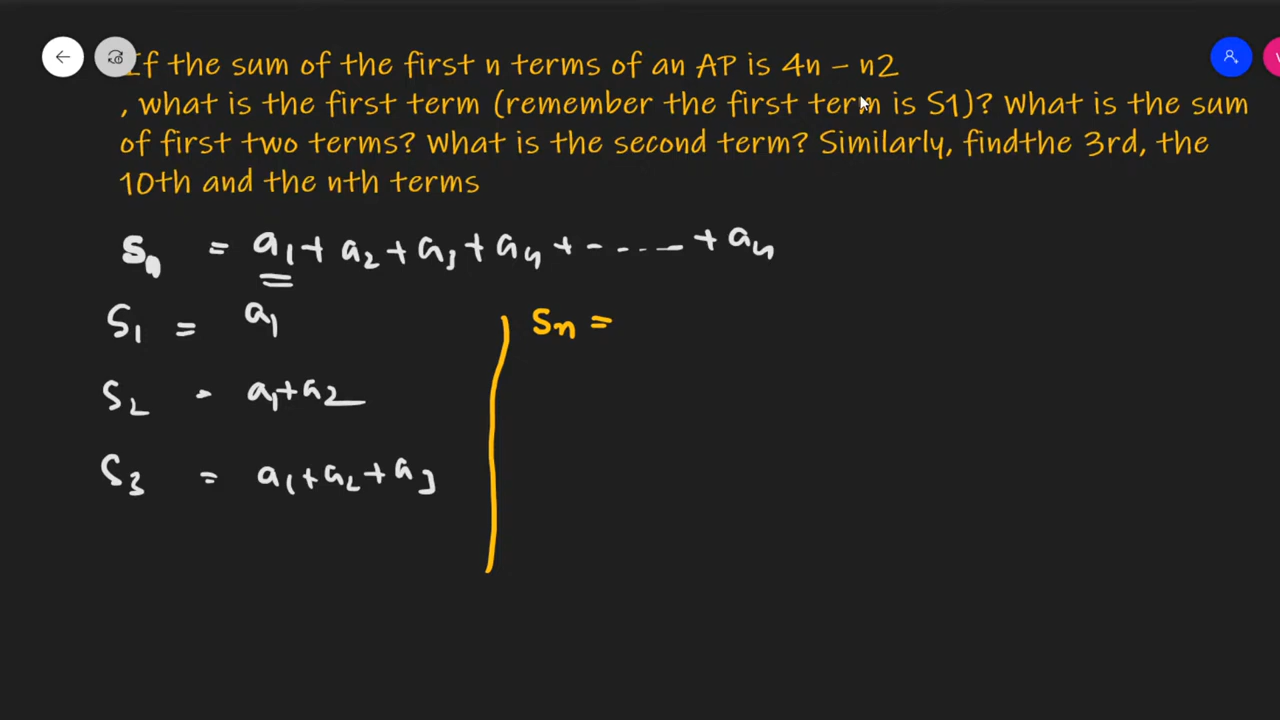 If the sum of the first n terms of an AP is 4n – n2
, what is the first term (remember the first term is S1)? What is the sum
of first two terms? What is the second term? Similarly, findthe 3rd, the
10th and the nth terms
Sn = a1 + a2 + a3 + a4 + - ... - + an
S1 = a1
Sn =
S2 = a1+a2
S3 = a1+a2+a3